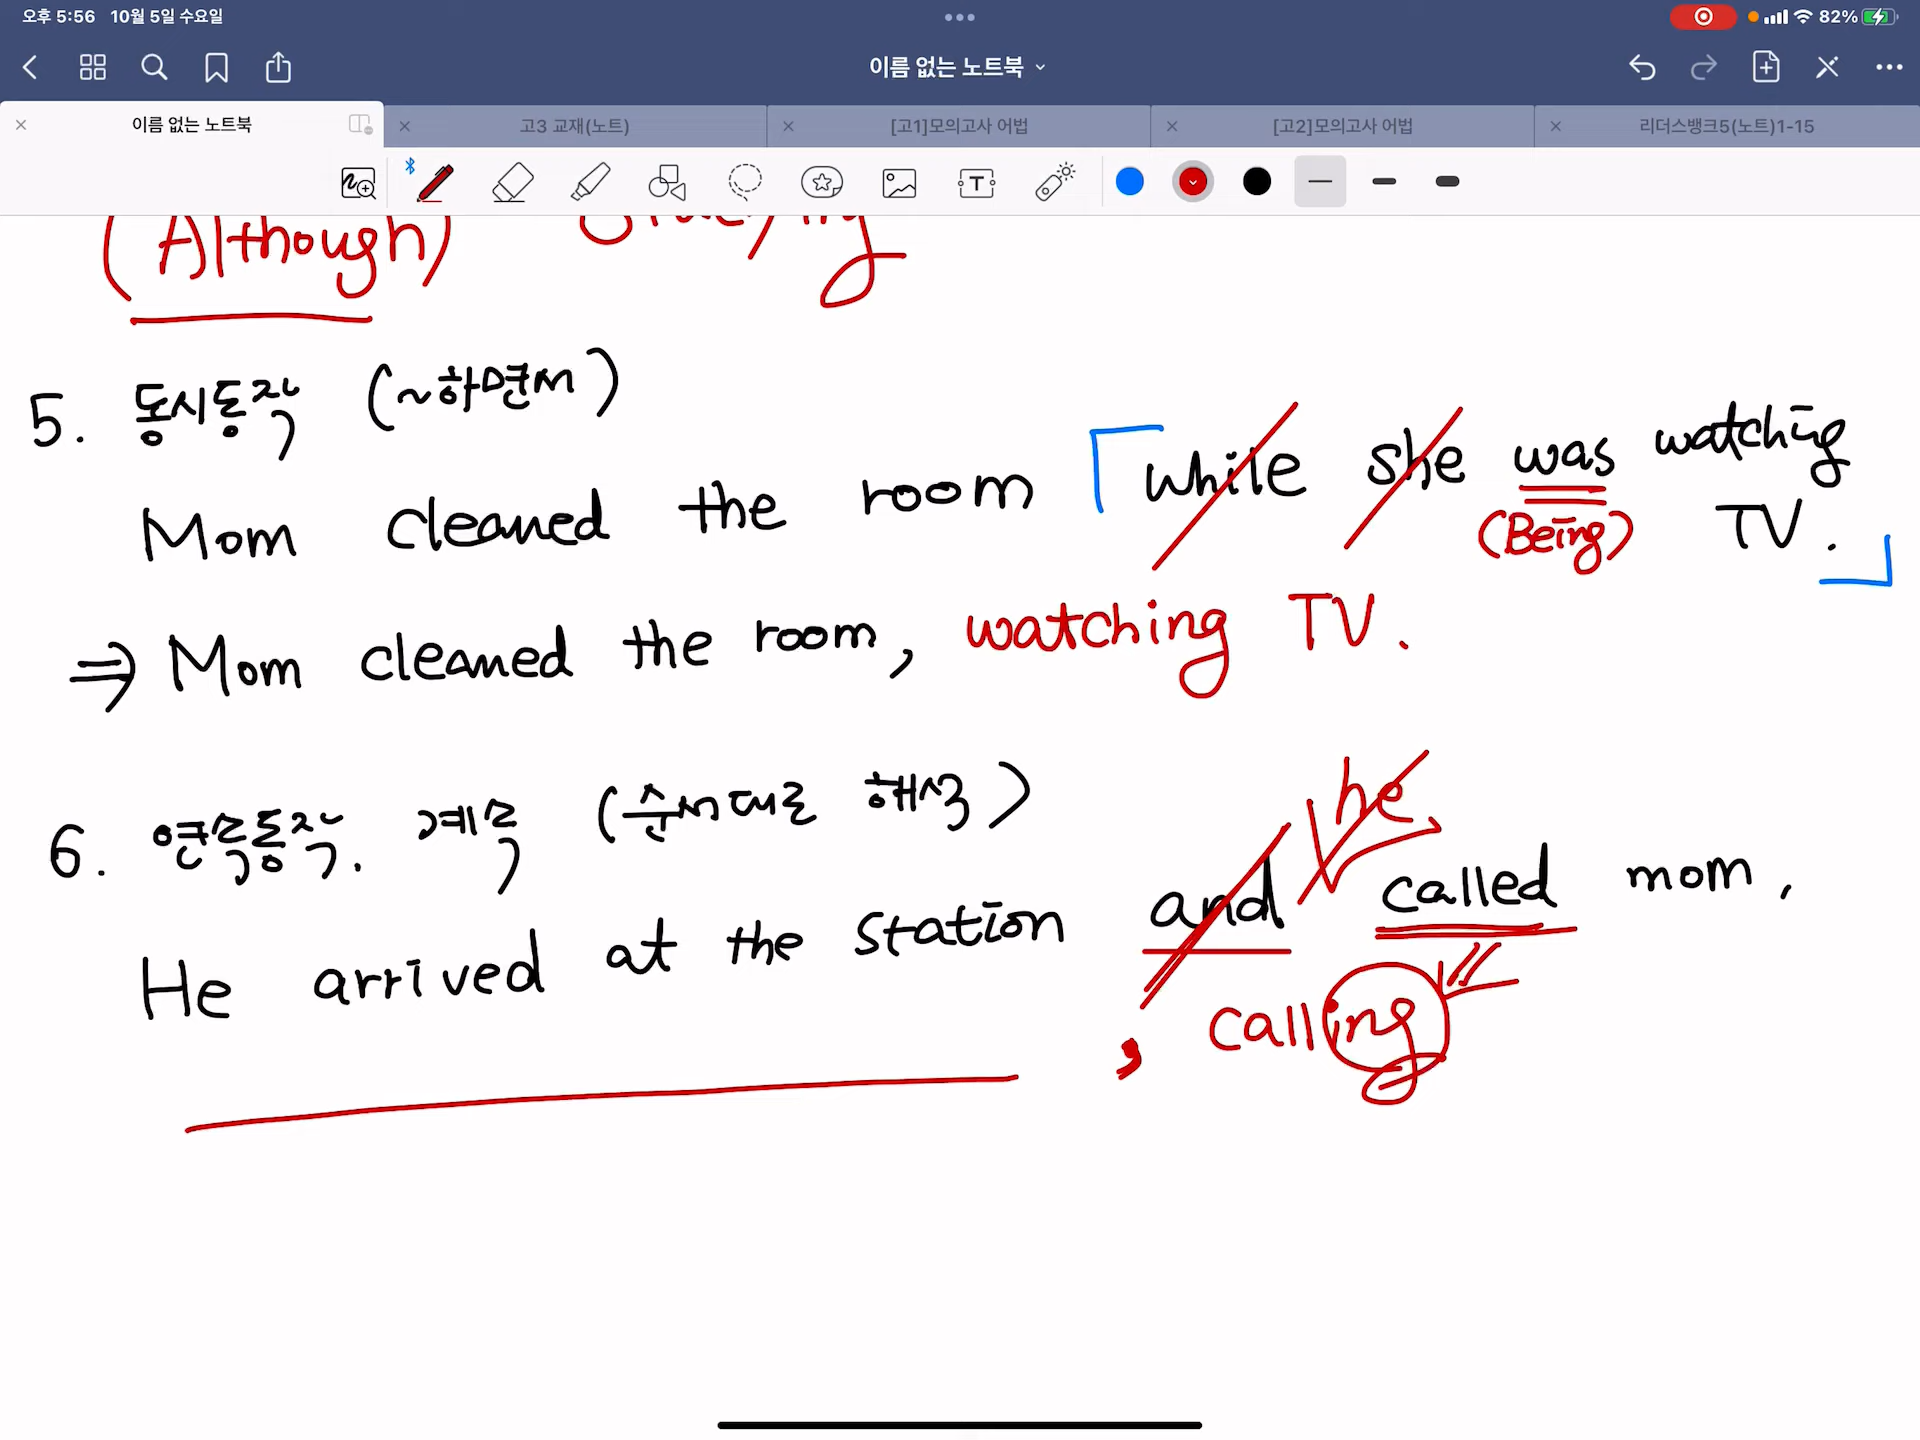 오후 5:56 10월 5일 수요일
82%
이름 없는 노트북
이름 없는 노트북
고3 교재(노트)
[고1]모의고사 어법
[고2]모의고사 어법
리더스뱅크5(노트)1-15
(Although) studying
5. 동시동작 (~하면서)
Mom cleaned the room 「while she was watching TV.」
(Being)
⇒ Mom cleaned the room, watching TV.
6. 연속동작. 계속 (순서대로 해석)
he
He arrived at the station and called mom,
, calling